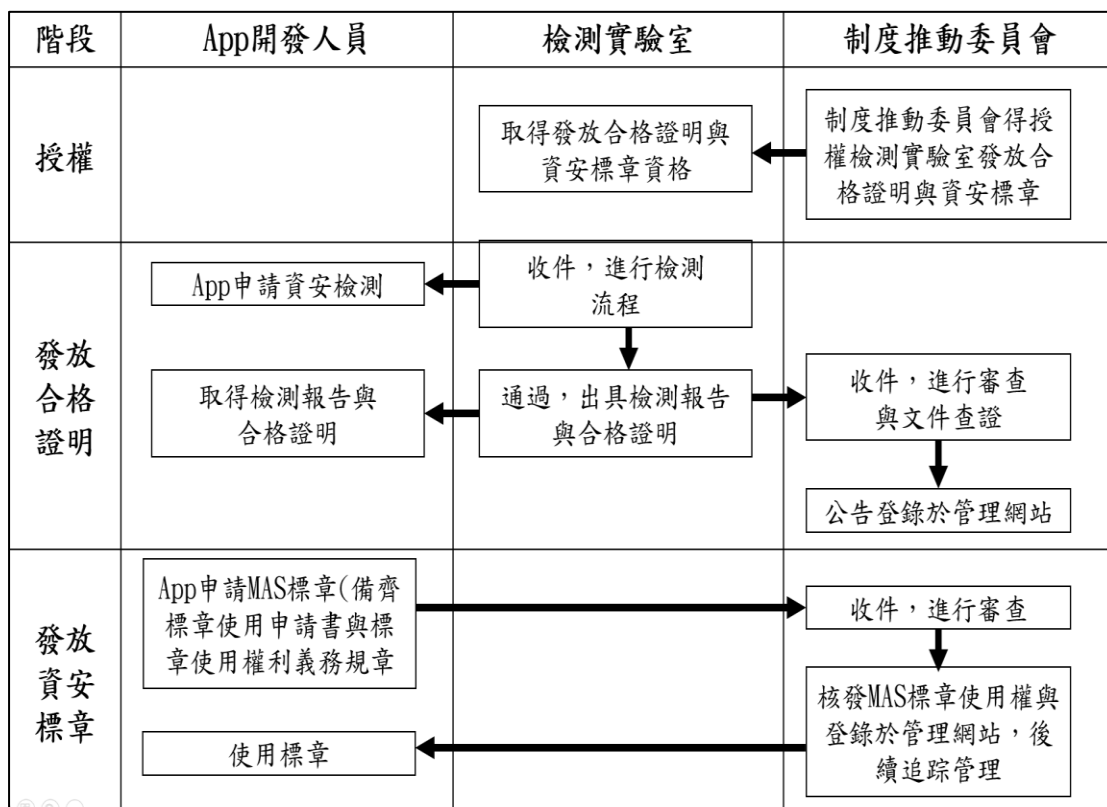 階段
App開發人員
檢測實驗室
制度推動委員會
授權
取得發放合格證明與
資安標章資格
制度推動委員會得授
權檢測實驗室發放合
格證明與資安標章
發放
合格
證明
App申請資安檢測
收件，進行檢測
流程
取得檢測報告與
合格證明
通過，出具檢測報告
與合格證明
收件，進行審查
與文件查證
公告登錄於管理網站
發放
資安
標章
App申請MAS標章(備齊
標章使用申請書與標
章使用權利義務規章
收件，進行審查
核發MAS標章使用權與
登錄於管理網站，後
續追踪管理
使用標章